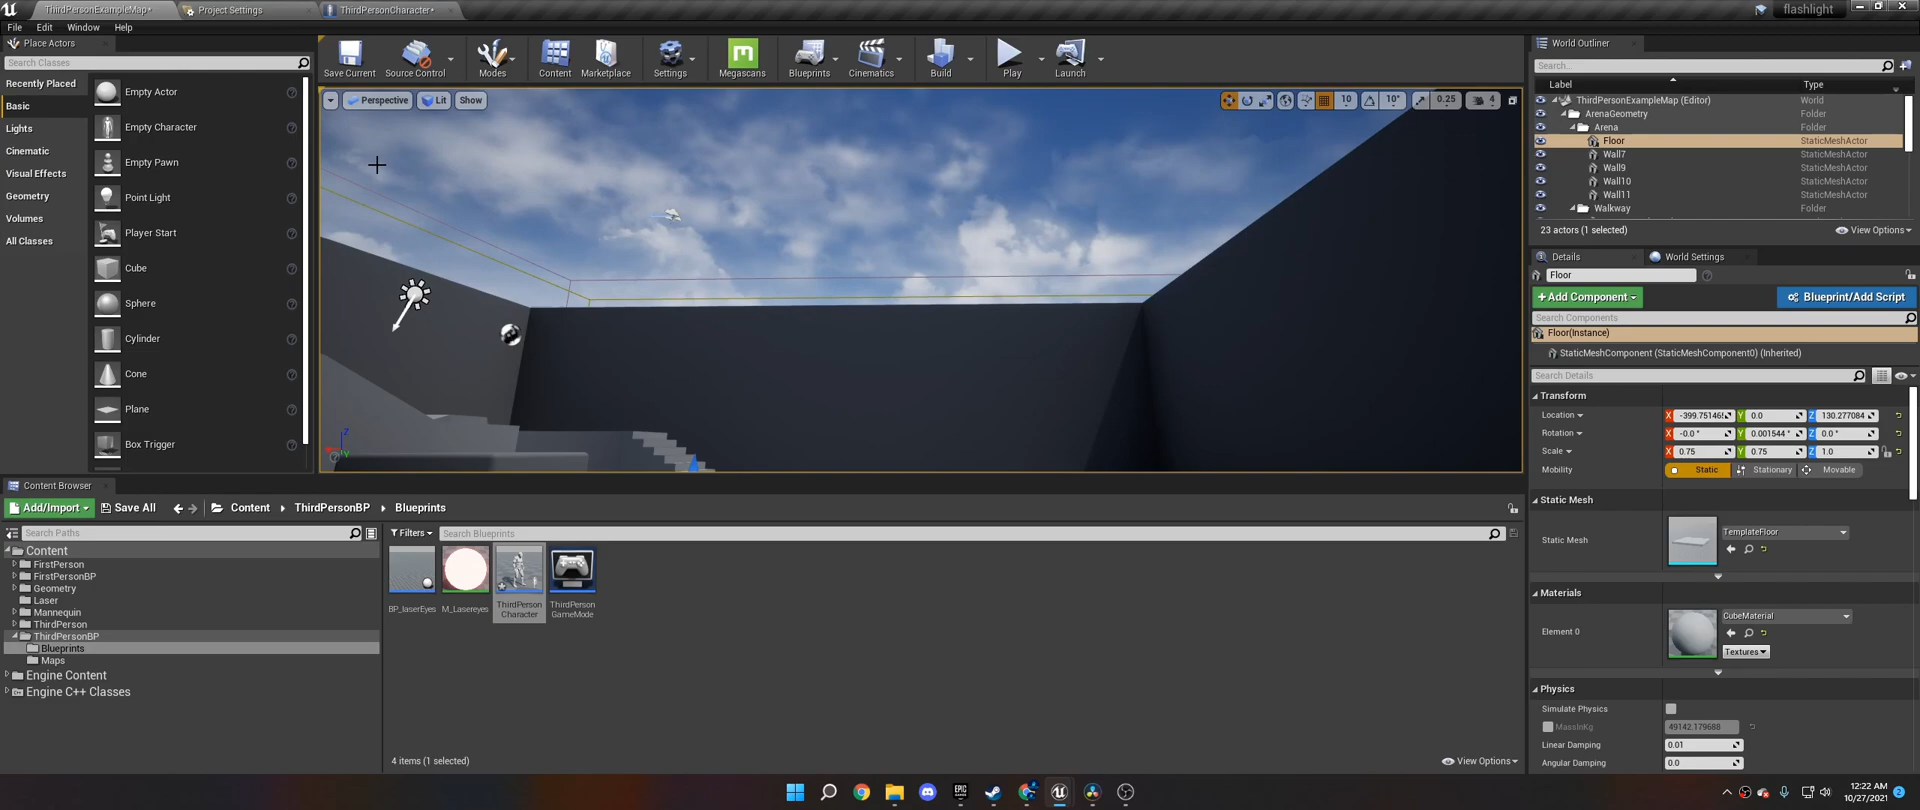 ThirdPersonExampleMap*
Project Settings
ThirdPersonCharacter*
flashlight
File Edit Window Help
Place Actors
Search Classes
Recently Placed
Basic
Lights
Cinematic
Visual Effects
Geometry
Volumes
All Classes
Empty Actor
Empty Character
Empty Pawn
Point Light
Player Start
Cube
Sphere
Cylinder
Cone
Plane
Box Trigger
Save Current
Source Control
Modes
Content
Marketplace
Settings
Megascans
Blueprints
Cinematics
Build
Play
Launch
Perspective
Lit
Show
10
10°
0.25
4
Z
Y
World Outliner
Search...
Label
Type
ThirdPersonExampleMap (Editor) World
ArenaGeometry Folder
Arena Folder
Floor StaticMeshActor
Wall7 StaticMeshActor
Wall9 StaticMeshActor
Wall10 StaticMeshActor
Wall11 StaticMeshActor
Walkway Folder
23 actors (1 selected)
View Options
Details
World Settings
Floor
+Add Component
Blueprint/Add Script
Search Components
Floor(Instance)
StaticMeshComponent (StaticMeshComponent0) (Inherited)
Search Details
Transform
Location X Y 0.0 Z 130.277084
Rotation X -0.0° Y 0.001544° Z 0.0°
Scale X 0.75 Y 0.75 Z 1.0
Mobility Static Stationary Movable
Static Mesh
Static Mesh
TemplateFloor
Materials
Element 0
CubeMaterial
Textures
Physics
Simulate Physics
MassInKg 49142.179688
Linear Damping 0.01
Angular Damping 0.0
Content Browser
Add/Import
Save All
Content
ThirdPersonBP
Blueprints
Search Paths
Filters
Search Blueprints
Content
FirstPerson
FirstPersonBP
Geometry
Laser
Mannequin
ThirdPerson
ThirdPersonBP
Blueprints
Maps
Engine Content
Engine C++ Classes
BP_laserEyes
M_Lasereyes
ThirdPerson
Character
ThirdPerson
GameMode
4 items (1 selected)
View Options
EPIC
12:22 AM
10/27/2021
2